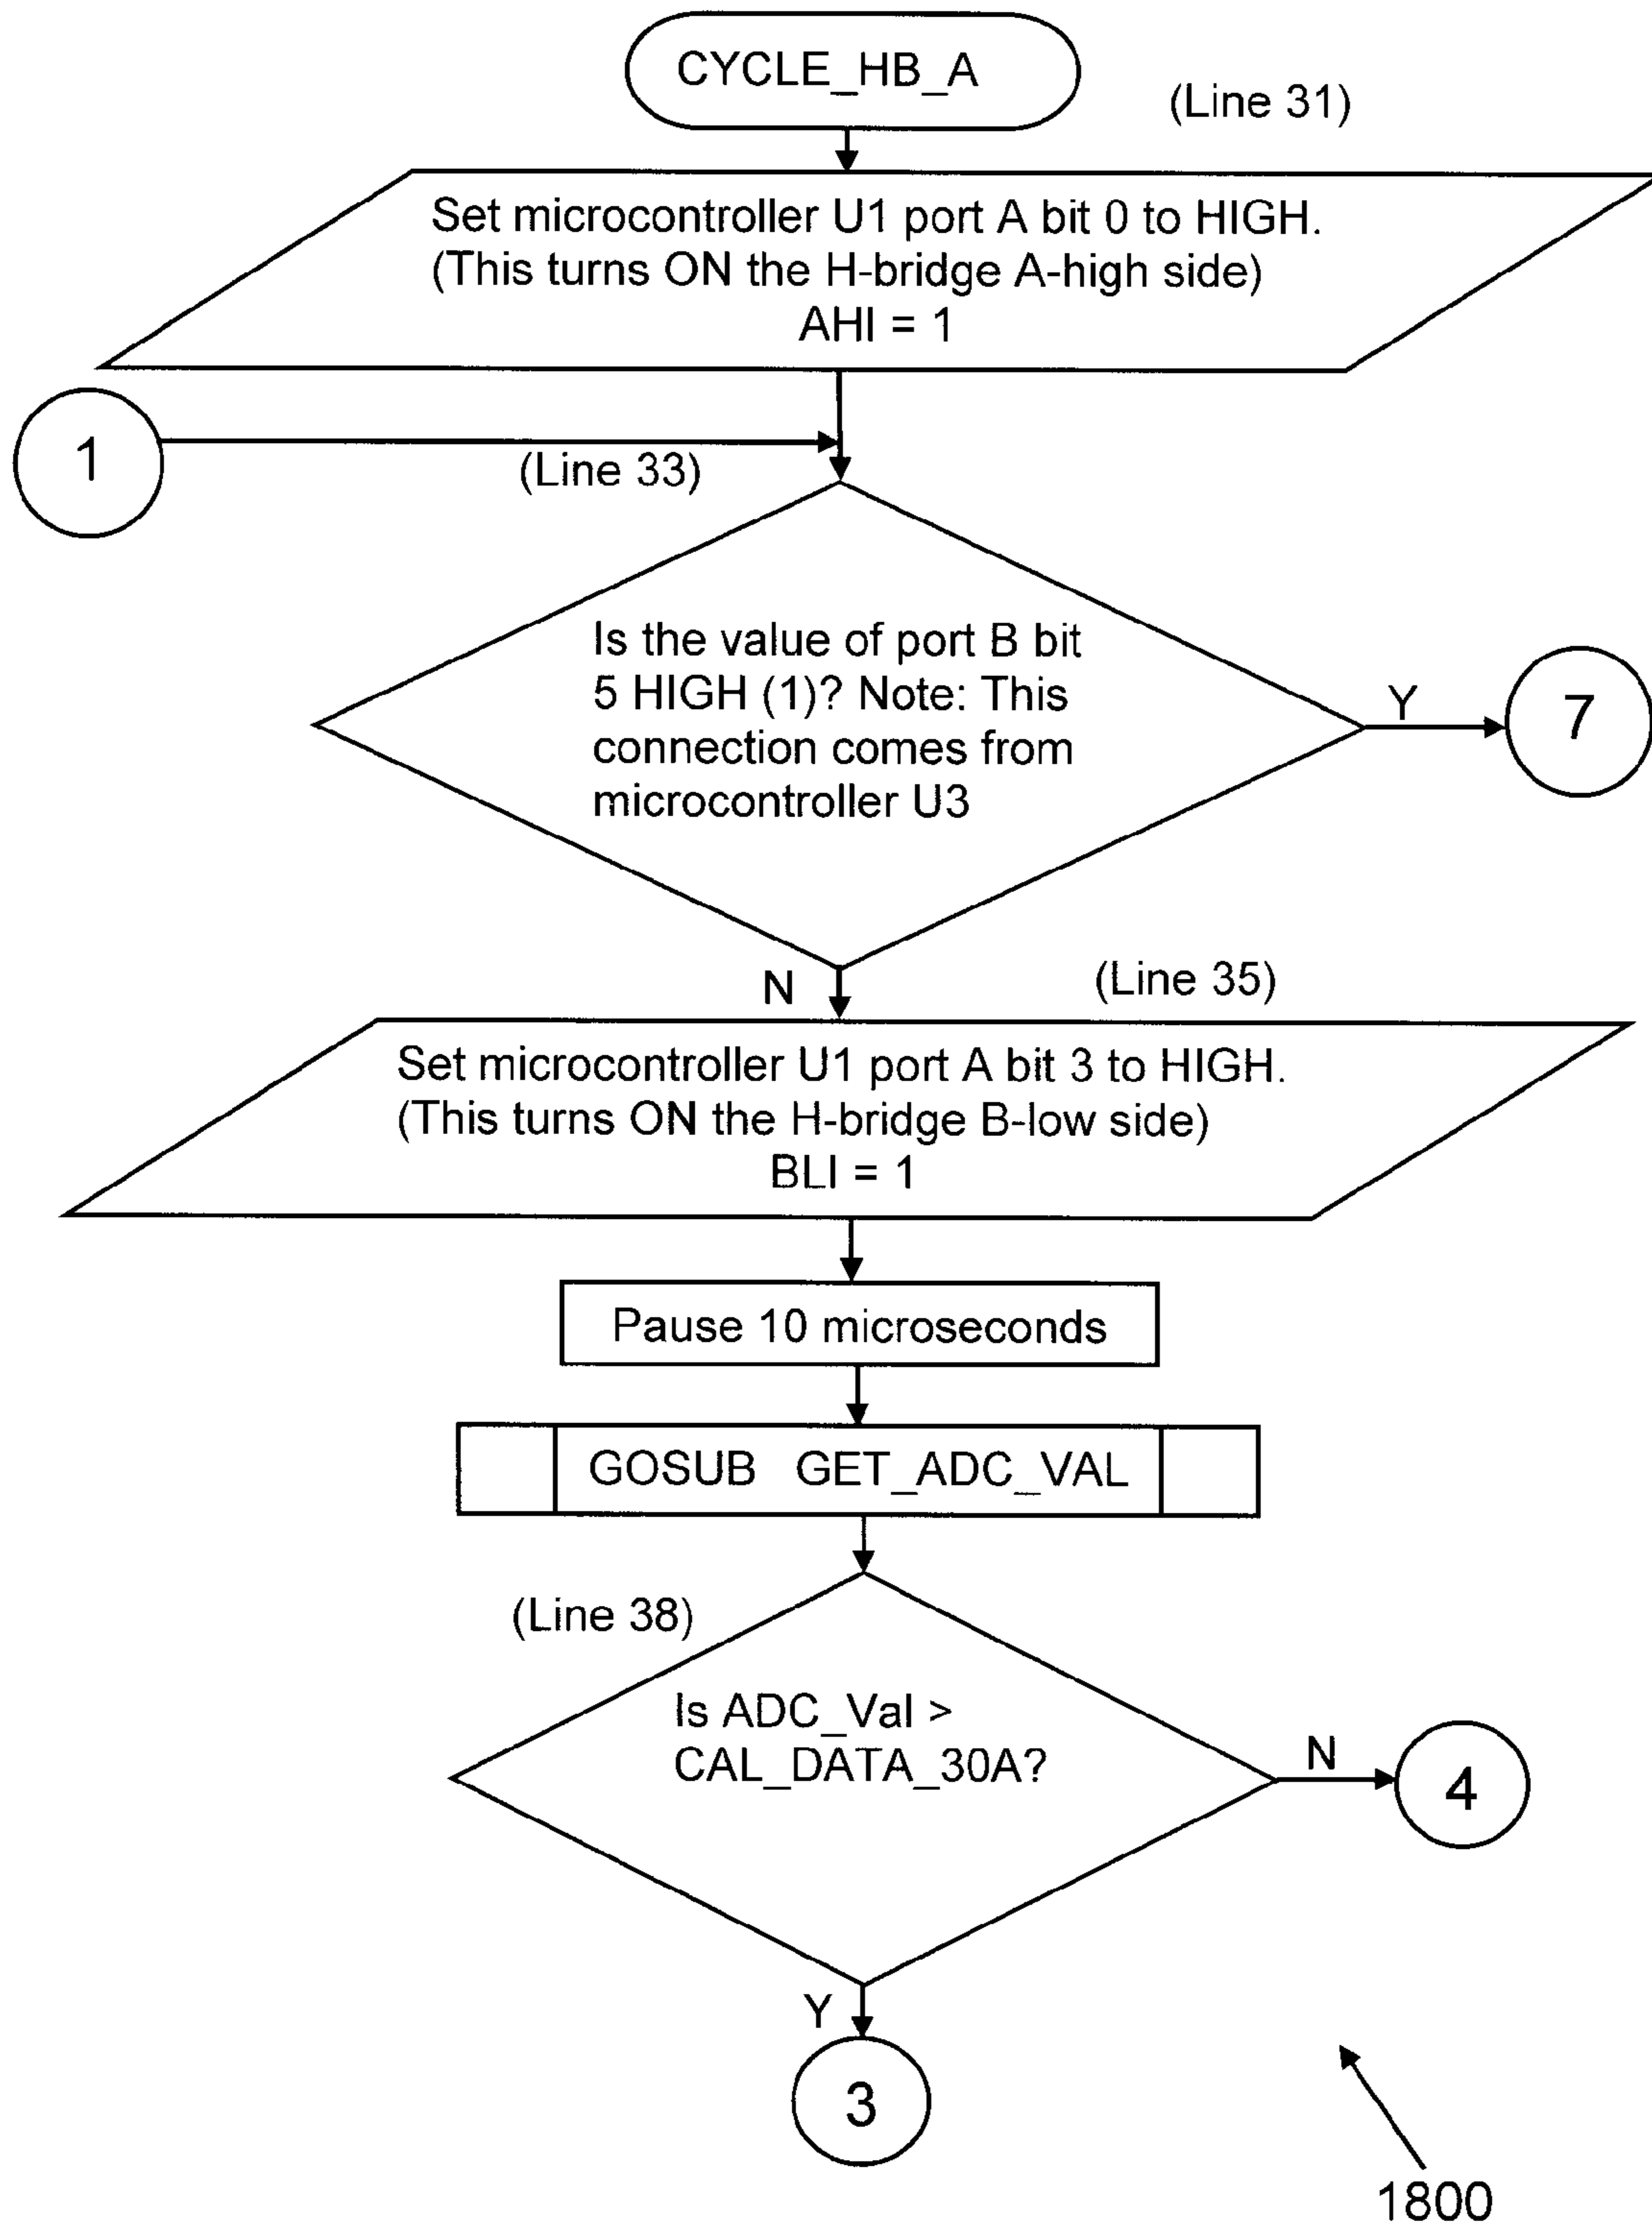 CYCLE_HB_A
(Line 31)
Set microcontroller U1 port A bit 0 to HIGH.
(This turns ON the H-bridge A-high side)
AHI = 1
1
(Line 33)
Is the value of port B bit
5 HIGH (1)? Note: This
connection comes from
microcontroller U3
Y
7
N
(Line 35)
Set microcontroller U1 port A bit 3 to HIGH.
(This turns ON the H-bridge B-low side)
BLI = 1
Pause 10 microseconds
GOSUB GET_ADC_VAL
(Line 38)
Is ADC_Val >
CAL_DATA_30A?
N
4
Y
3
1800